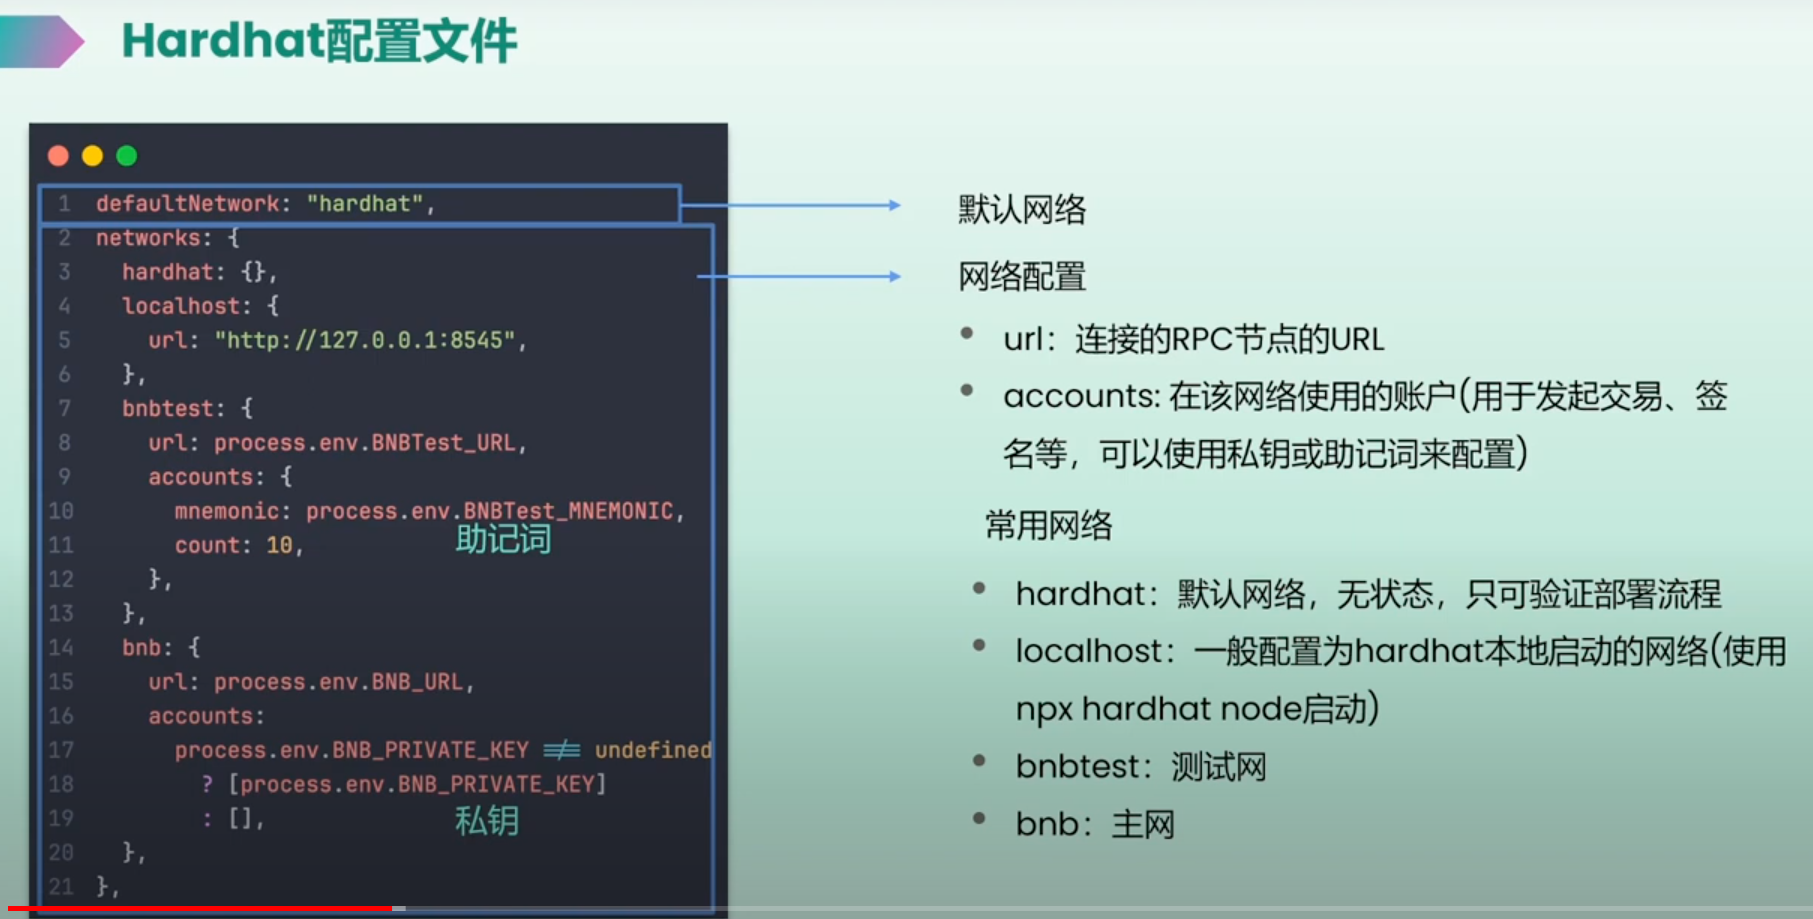 Hardhat配置文件
1 defaultNetwork: "hardhat",
2 networks: {
3 hardhat: {},
4 localhost: {
5 url: "http://127.0.0.1:8545",
6 },
7 bnbtest: {
8 url: process.env.BNBTest_URL,
9 accounts: {
10 mnemonic: process.env.BNBTest_MNEMONIC,
11 count: 10,
助记词
12 },
13 },
14 bnb: {
15 url: process.env.BNB_URL,
16 accounts:
17 process.env.BNB_PRIVATE_KEY !== undefined
18 ? [process.env.BNB_PRIVATE_KEY]
19 : [],
私钥
20 },
21 },
默认网络
网络配置
• url：连接的RPC节点的URL
• accounts: 在该网络使用的账户(用于发起交易、签
名等，可以使用私钥或助记词来配置)
常用网络
• hardhat：默认网络，无状态，只可验证部署流程
• localhost：一般配置为hardhat本地启动的网络(使用
npx hardhat node启动)
• bnbtest：测试网
• bnb：主网